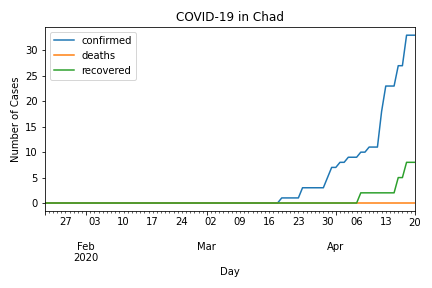 COVID-19 in Chad
confirmed
deaths
recovered
Number of Cases
30
25
20
15
10
5
0
27 03 10 17 24 02 09 16 23 30 06 13 20
Feb Mar Apr
2020
Day